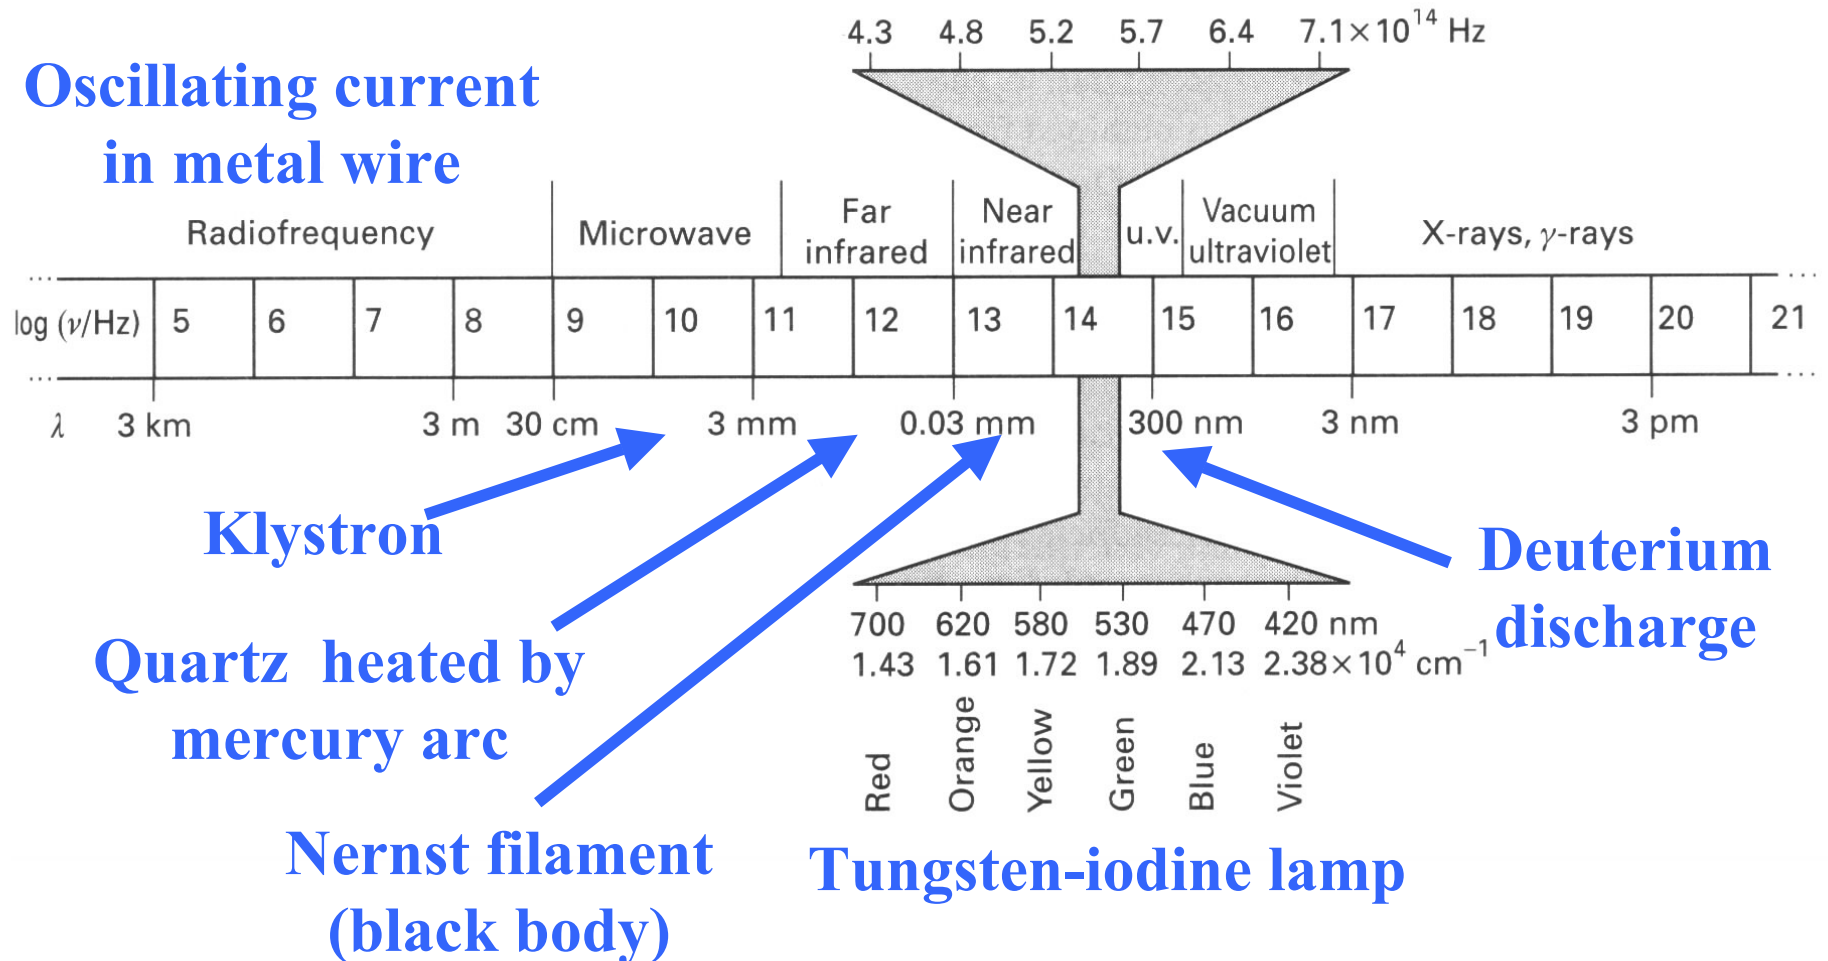 4.3 4.8 5.2 5.7 6.4 7.1×10¹⁴ Hz
Oscillating current
in metal wire
Radiofrequency
Microwave
Far
infrared
Near
infrared
u.v.
Vacuum
ultraviolet
X-rays, γ-rays
log (ν/Hz) 5 6 7 8 9 10 11 12 13 14 15 16 17 18 19 20 21
λ 3 km 3 m 30 cm 3 mm 0.03 mm 300 nm 3 nm 3 pm
Klystron
Quartz heated by
mercury arc
Nernst filament
(black body)
Deuterium
discharge
700 620 580 530 470 420 nm
1.43 1.61 1.72 1.89 2.13 2.38×10⁴ cm⁻¹
Red Orange Yellow Green Blue Violet
Tungsten-iodine lamp